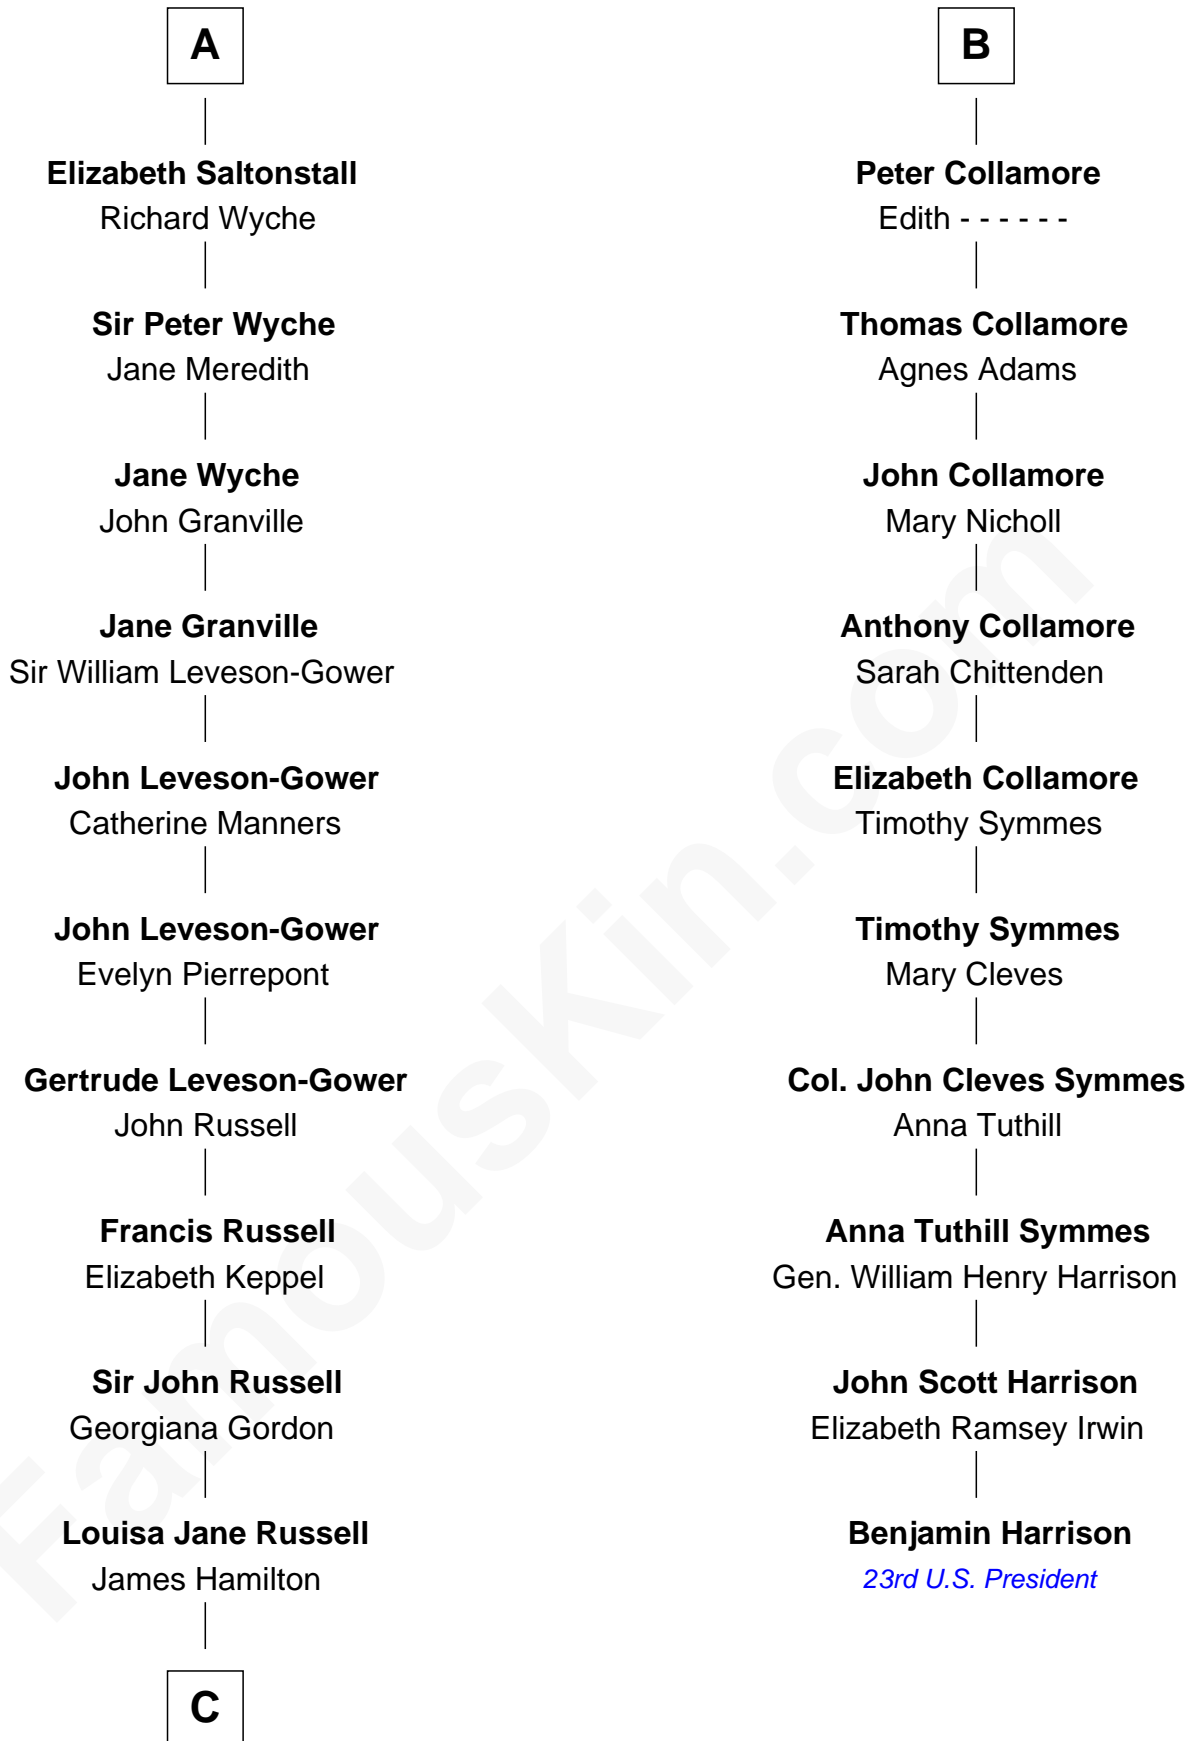 A
Elizabeth Saltonstall
Richard Wyche
Sir Peter Wyche
Jane Meredith
Jane Wyche
John Granville
Jane Granville
Sir William Leveson-Gower
John Leveson-Gower
Catherine Manners
John Leveson-Gower
Evelyn Pierrepont
Gertrude Leveson-Gower
John Russell
Francis Russell
Elizabeth Keppel
Sir John Russell
Georgiana Gordon
Louisa Jane Russell
James Hamilton
C
B
Peter Collamore
Edith - - - - - -
Thomas Collamore
Agnes Adams
John Collamore
Mary Nicholl
Anthony Collamore
Sarah Chittenden
Elizabeth Collamore
Timothy Symmes
Timothy Symmes
Mary Cleves
Col. John Cleves Symmes
Anna Tuthill
Anna Tuthill Symmes
Gen. William Henry Harrison
John Scott Harrison
Elizabeth Ramsey Irwin
Benjamin Harrison
23rd U.S. President
FamousKin.com